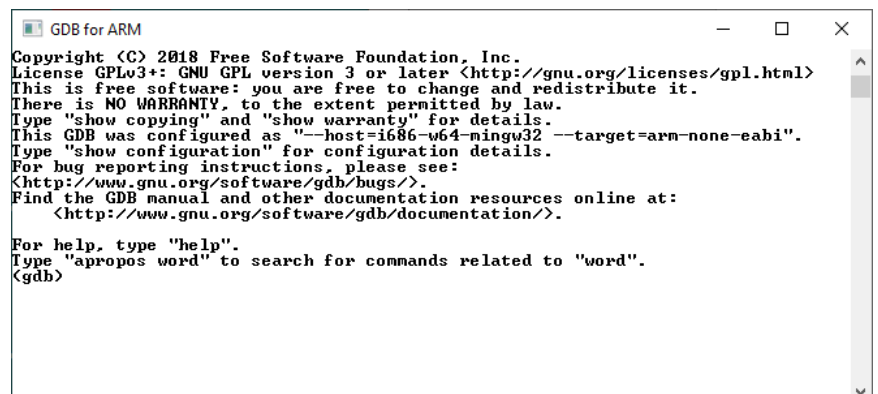 GDB for ARM
Copyright (C) 2018 Free Software Foundation, Inc.
License GPLv3+: GNU GPL version 3 or later <http://gnu.org/licenses/gpl.html>
This is free software: you are free to change and redistribute it.
There is NO WARRANTY, to the extent permitted by law.
Type "show copying" and "show warranty" for details.
This GDB was configured as "--host=i686-w64-mingw32 --target=arm-none-eabi".
Type "show configuration" for configuration details.
For bug reporting instructions, please see:
<http://www.gnu.org/software/gdb/bugs/>.
Find the GDB manual and other documentation resources online at:
    <http://www.gnu.org/software/gdb/documentation/>.
For help, type "help".
Type "apropos word" to search for commands related to "word".
(gdb)